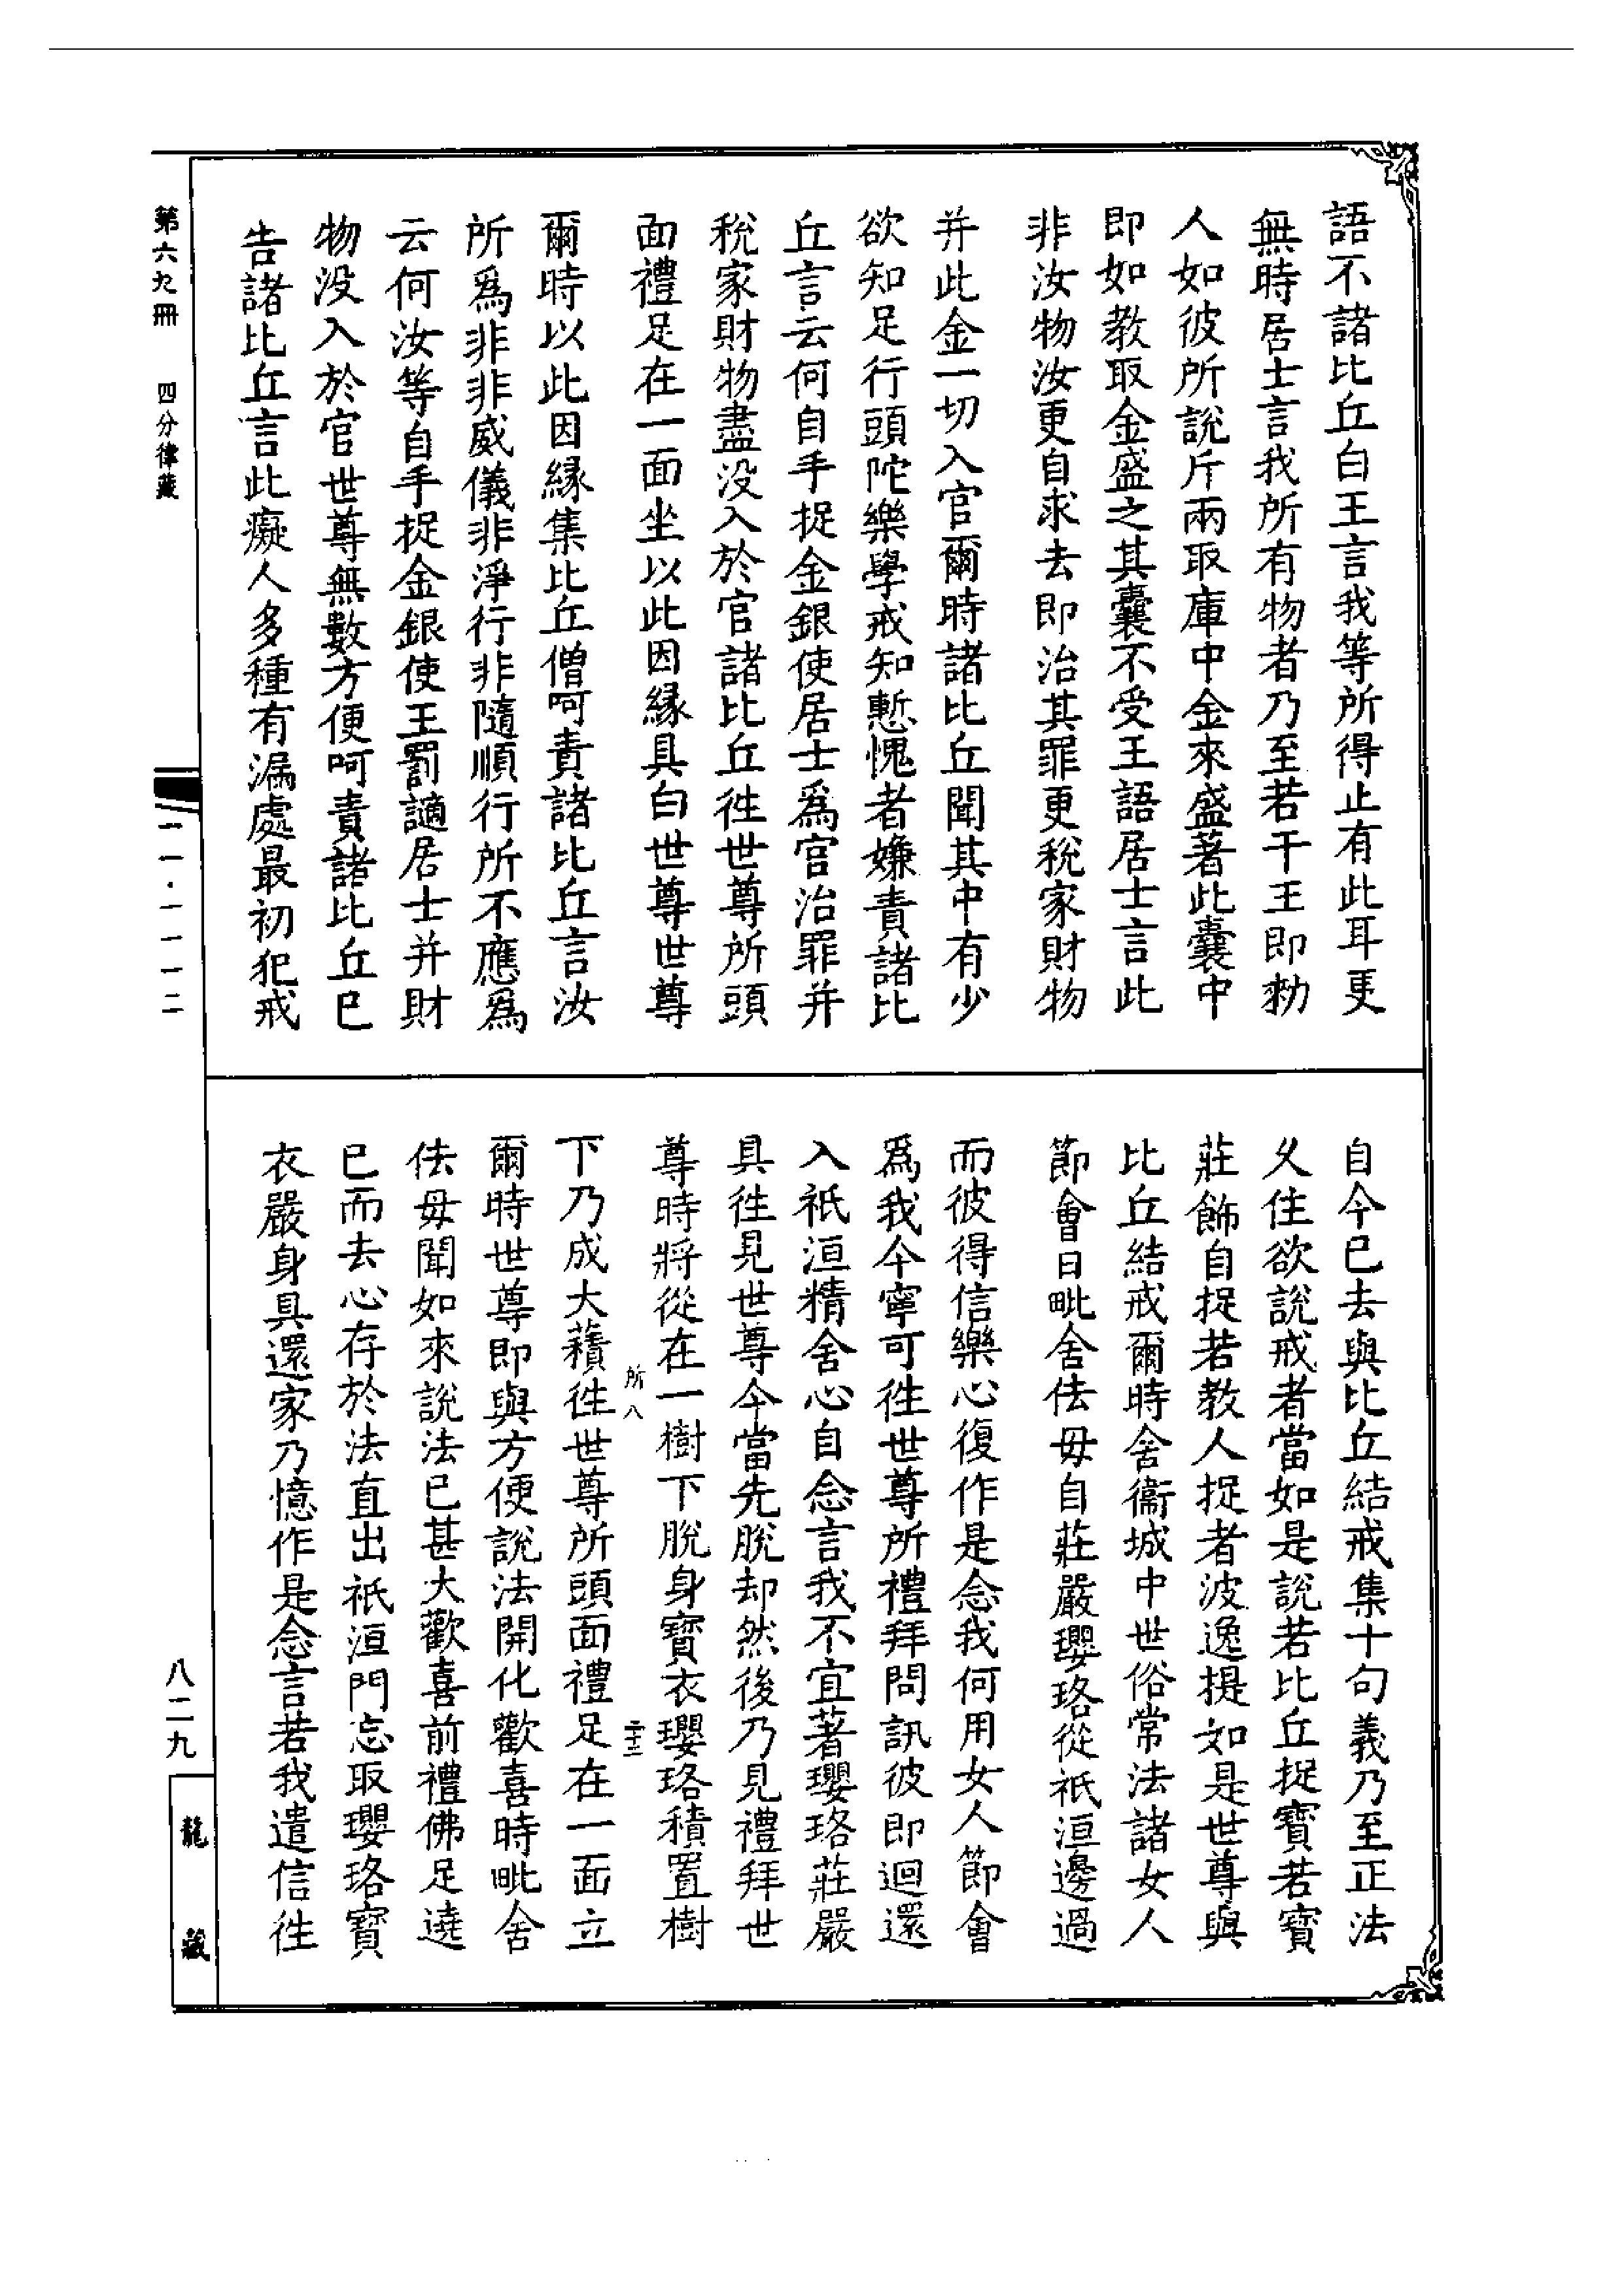 語不諸比丘白王言我等所得止有此耳更
無時居士言我所有物者乃至若干王即勑
人如彼所說斤兩取庫中金來盛著此囊中
即如教取金盛之其囊不受王語居士言此
非汝物汝更自求去即治其罪更稅家財物
并此金一切入官爾時諸比丘聞其中有少
欲知足行頭陀樂學戒知慙愧者嫌責諸比
丘言云何自手捉金銀使居士爲官治罪并
稅家財物盡没入於官諸比丘徃世尊所頭
面禮足在一面坐以此因緣具白世尊世尊
爾時以此因緣集比丘僧呵責諸比丘言汝
所爲非非威儀非淨行非隨順行所不應爲
云何汝等自手捉金銀使王罰讁居士并財
物没入於官世尊無數方便呵責諸比丘已
告諸比丘言此癡人多種有漏處最初犯戒
自今已去與比丘結戒集十句義乃至正法
乆住欲說戒者當如是說若比丘捉寶若寶
莊飾自捉若教人捉者波逸提如是世尊與
比丘結戒爾時舍衞城中世俗常法諸女人
節會日毗舍佉毋自莊嚴瓔珞從祇洹邊過
而彼得信樂心復作是念我何用女人節會
爲我今寧可徃世尊所禮拜問訊彼即迴還
入祇洹精舍心自念言我不宜著瓔珞莊嚴
具徃見世尊今當先脫却然後乃見禮拜世
尊時將從在一樹下脫身寶衣瓔珞積置樹
所八
二十三
下乃成大𧂐徃世尊所頭面禮足在一面立
爾時世尊即與方便說法開化歡喜時毗舍
佉毋聞如來說法已甚大歡喜前禮佛足遶
已而去心存於法直出祇洹門忘取瓔珞寶
衣嚴身具還家乃憶作是念言若我遣信徃
第六九冊
四分律藏
一一·一一一二
八二九
龍藏